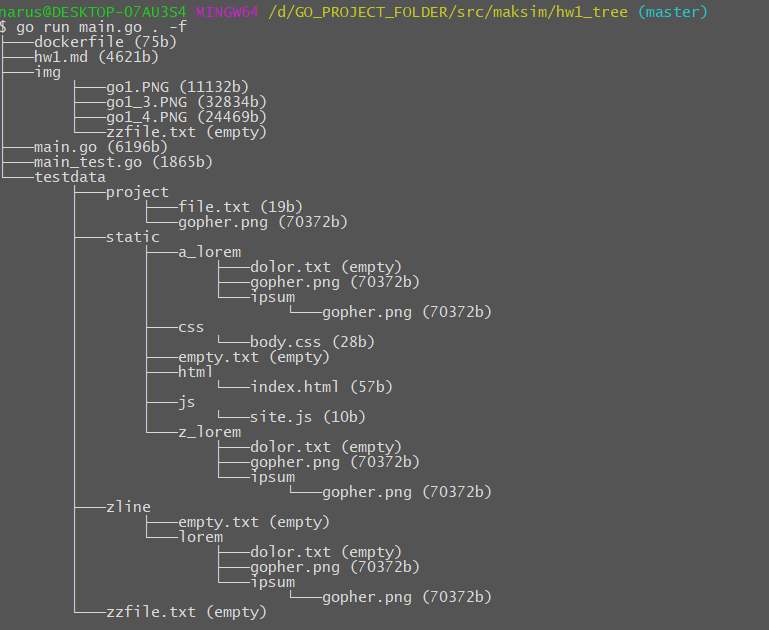 narus@DESKTOP-07AU3S4 MINGW64 /d/GO_PROJECT_FOLDER/src/maksim/hw1_tree (master)
$ go run main.go . -f
├───dockerfile (75b)
├───hw1.md (4621b)
├───img
│	├───go1.PNG (11132b)
│	├───go1_3.PNG (32834b)
│	├───go1_4.PNG (24469b)
│	└───zzfile.txt (empty)
├───main.go (6196b)
├───main_test.go (1865b)
└───testdata
	├───project
	│	├───file.txt (19b)
	│	└───gopher.png (70372b)
	├───static
	│	├───a_lorem
	│	│	├───dolor.txt (empty)
	│	│	├───gopher.png (70372b)
	│	│	└───ipsum
	│	│		└───gopher.png (70372b)
	│	├───css
	│	│	└───body.css (28b)
	│	├───empty.txt (empty)
	│	├───html
	│	│	└───index.html (57b)
	│	├───js
	│	│	└───site.js (10b)
	│	└───z_lorem
	│		├───dolor.txt (empty)
	│		├───gopher.png (70372b)
	│		└───ipsum
	│			└───gopher.png (70372b)
	├───zline
	│	├───empty.txt (empty)
	│	└───lorem
	│		├───dolor.txt (empty)
	│		├───gopher.png (70372b)
	│		└───ipsum
	│			└───gopher.png (70372b)
	└───zzfile.txt (empty)